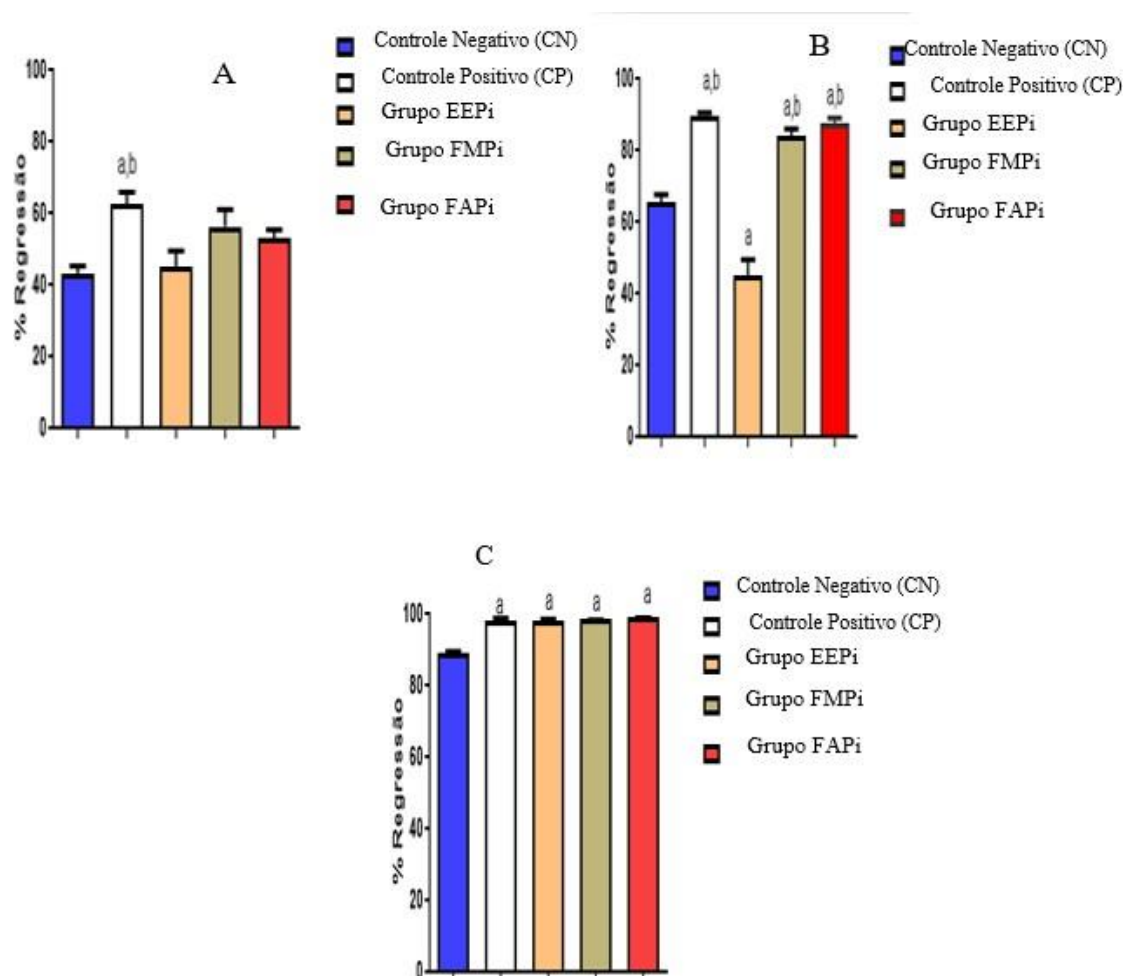 A
Controle Negativo (CN)
Controle Positivo (CP)
Grupo EEPi
Grupo FMPi
Grupo FAPi
% Regressão
100
80
60
40
20
0
a,b
B
Controle Negativo (CN)
Controle Positivo (CP)
Grupo EEPi
Grupo FMPi
Grupo FAPi
% Regressão
100
80
60
40
20
0
a,b
a
a,b
a,b
C
Controle Negativo (CN)
Controle Positivo (CP)
Grupo EEPi
Grupo FMPi
Grupo FAPi
% Regressão
100
80
60
40
20
0
a
a
a
a